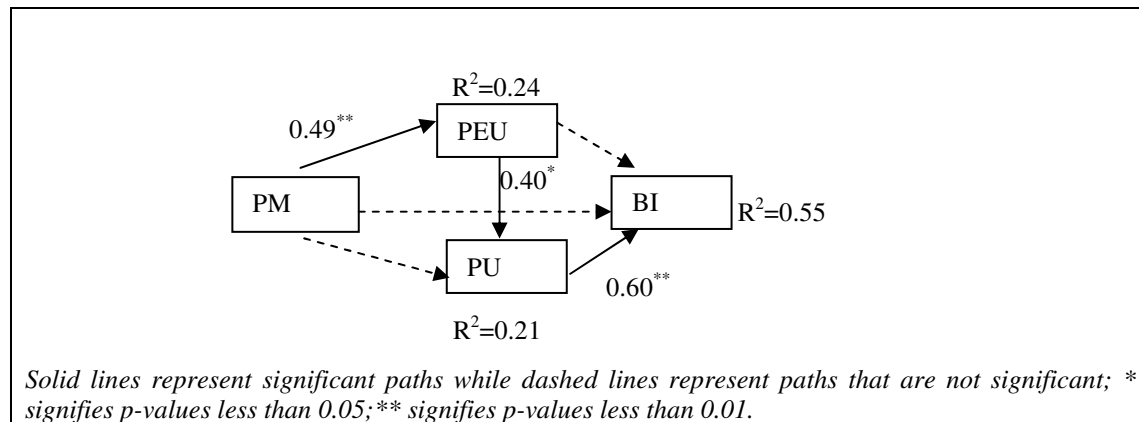 R²=0.24
0.49**
PEU
0.40*
PM
BI
R²=0.55
PU
0.60**
R²=0.21
Solid lines represent significant paths while dashed lines represent paths that are not significant; *
signifies p-values less than 0.05;** signifies p-values less than 0.01.